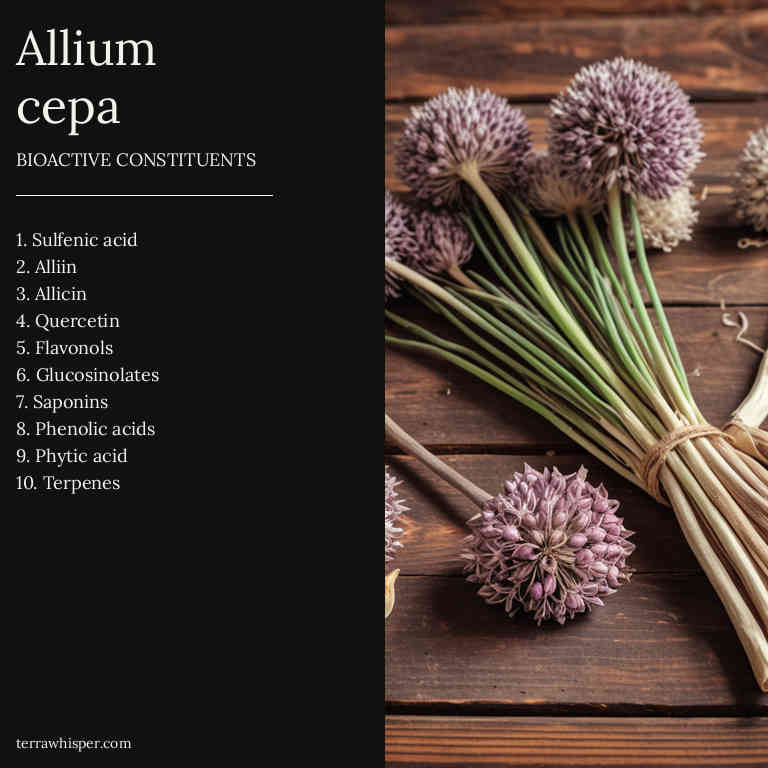 Allium
cepa
BIOACTIVE CONSTITUENTS
1. Sulfenic acid
2. Alliin
3. Allicin
4. Quercetin
5. Flavonols
6. Glucosinolates
7. Saponins
8. Phenolic acids
9. Phytic acid
10. Terpenes
terrawhisper.com